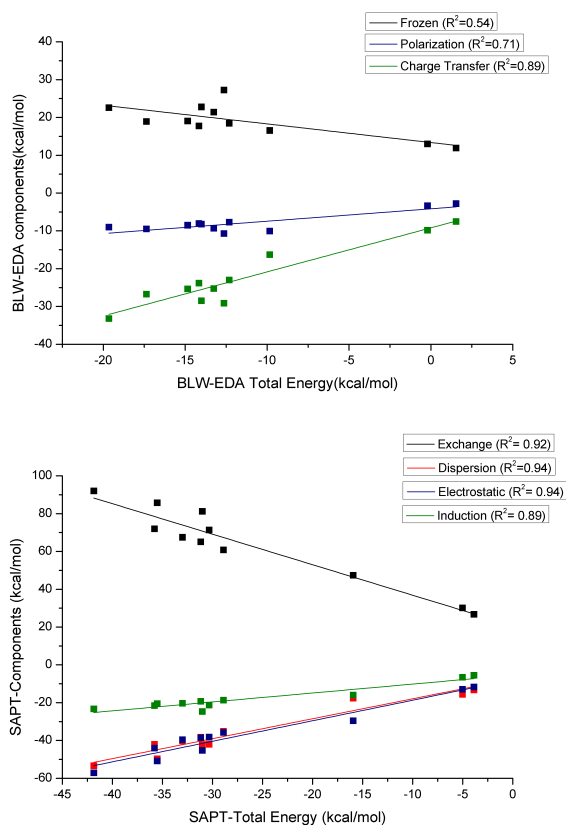 Frozen (R²=0.54)
Polarization (R²=0.71)
Charge Transfer (R²=0.89)
40
30
20
10
0
-10
-20
-30
-40
BLW-EDA components(kcal/mol)
-20 -15 -10 -5 0 5
BLW-EDA Total Energy(kcal/mol)
Exchange (R²= 0.92)
Dispersion (R²=0.94)
Electrostatic (R²= 0.94)
Induction (R²= 0.89)
100
80
60
40
20
0
-20
-40
-60
SAPT-Components (kcal/mol)
-45 -40 -35 -30 -25 -20 -15 -10 -5 0
SAPT-Total Energy (kcal/mol)